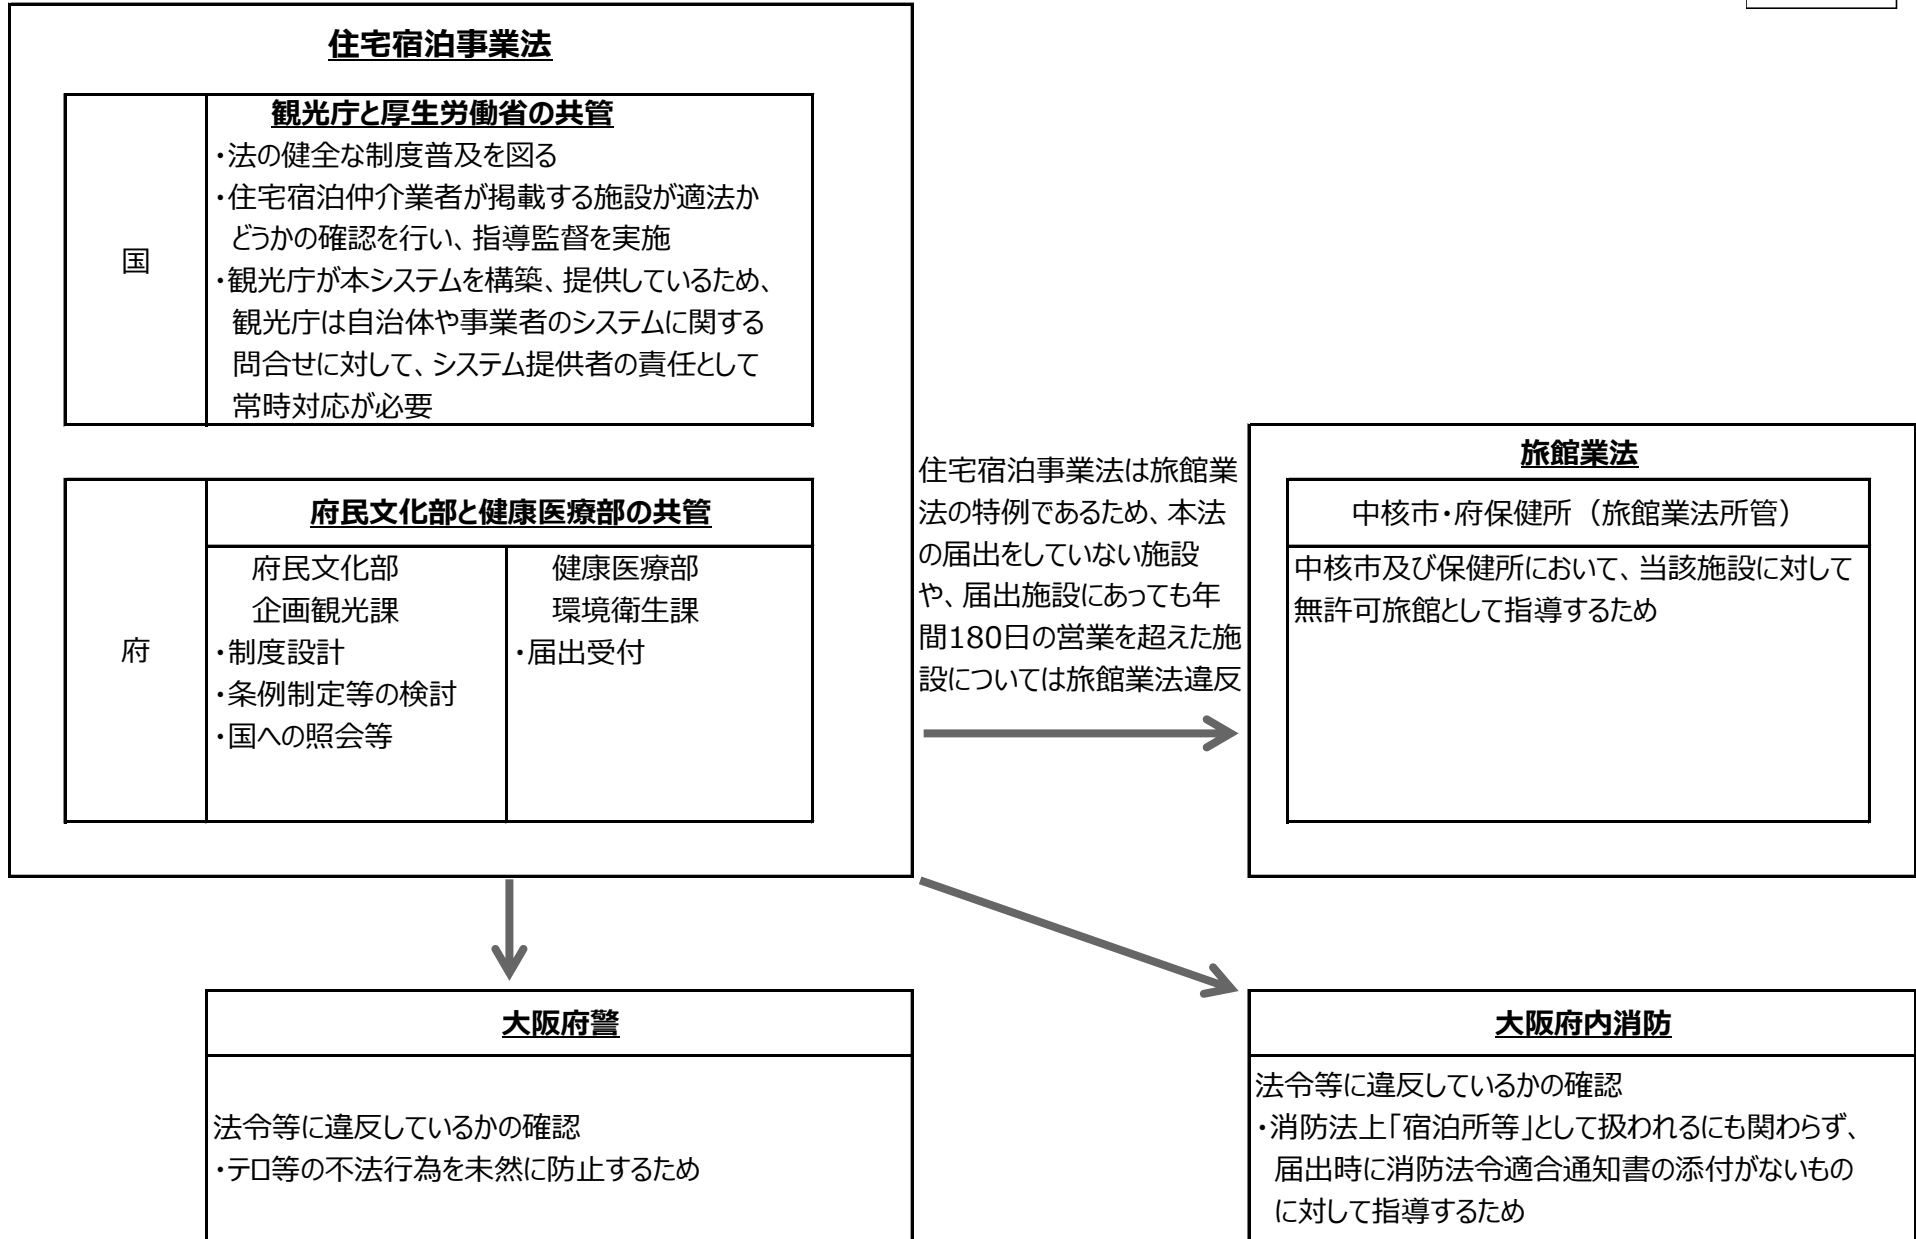 住宅宿泊事業法
国
観光庁と厚生労働省の共管
・法の健全な制度普及を図る
・住宅宿泊仲介業者が掲載する施設が適法か
どうかの確認を行い、指導監督を実施
・観光庁が本システムを構築、提供しているため、
観光庁は自治体や事業者のシステムに関する
問合せに対して、システム提供者の責任として
常時対応が必要
府
府民文化部と健康医療部の共管
府民文化部
企画観光課
・制度設計
・条例制定等の検討
・国への照会等
健康医療部
環境衛生課
・届出受付
住宅宿泊事業法は旅館業
法の特例であるため、本法
の届出をしていない施設
や、届出施設にあっても年
間180日の営業を超えた施
設については旅館業法違反
旅館業法
中核市・府保健所（旅館業法所管）
中核市及び保健所において、当該施設に対して
無許可旅館として指導するため
大阪府警
法令等に違反しているかの確認
・テロ等の不法行為を未然に防止するため
大阪府内消防
法令等に違反しているかの確認
・消防法上「宿泊所等」として扱われるにも関わらず、
届出時に消防法令適合通知書の添付がないもの
に対して指導するため